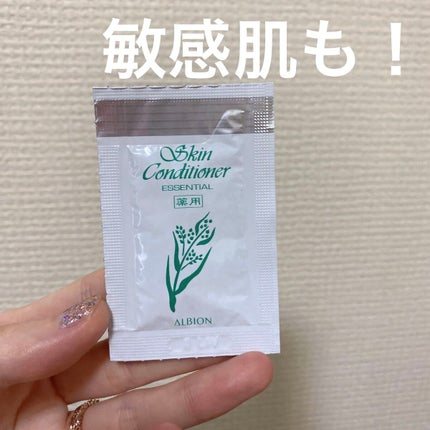 敏感肌も！
Skin
Conditioner
ESSENTIAL
薬用
ALBION